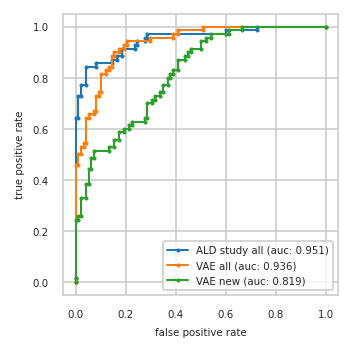 1.0
0.8
0.6
0.4
0.2
0.0
true positive rate
ALD study all (auc: 0.951)
VAE all (auc: 0.936)
VAE new (auc: 0.819)
0.0 0.2 0.4 0.6 0.8 1.0
false positive rate